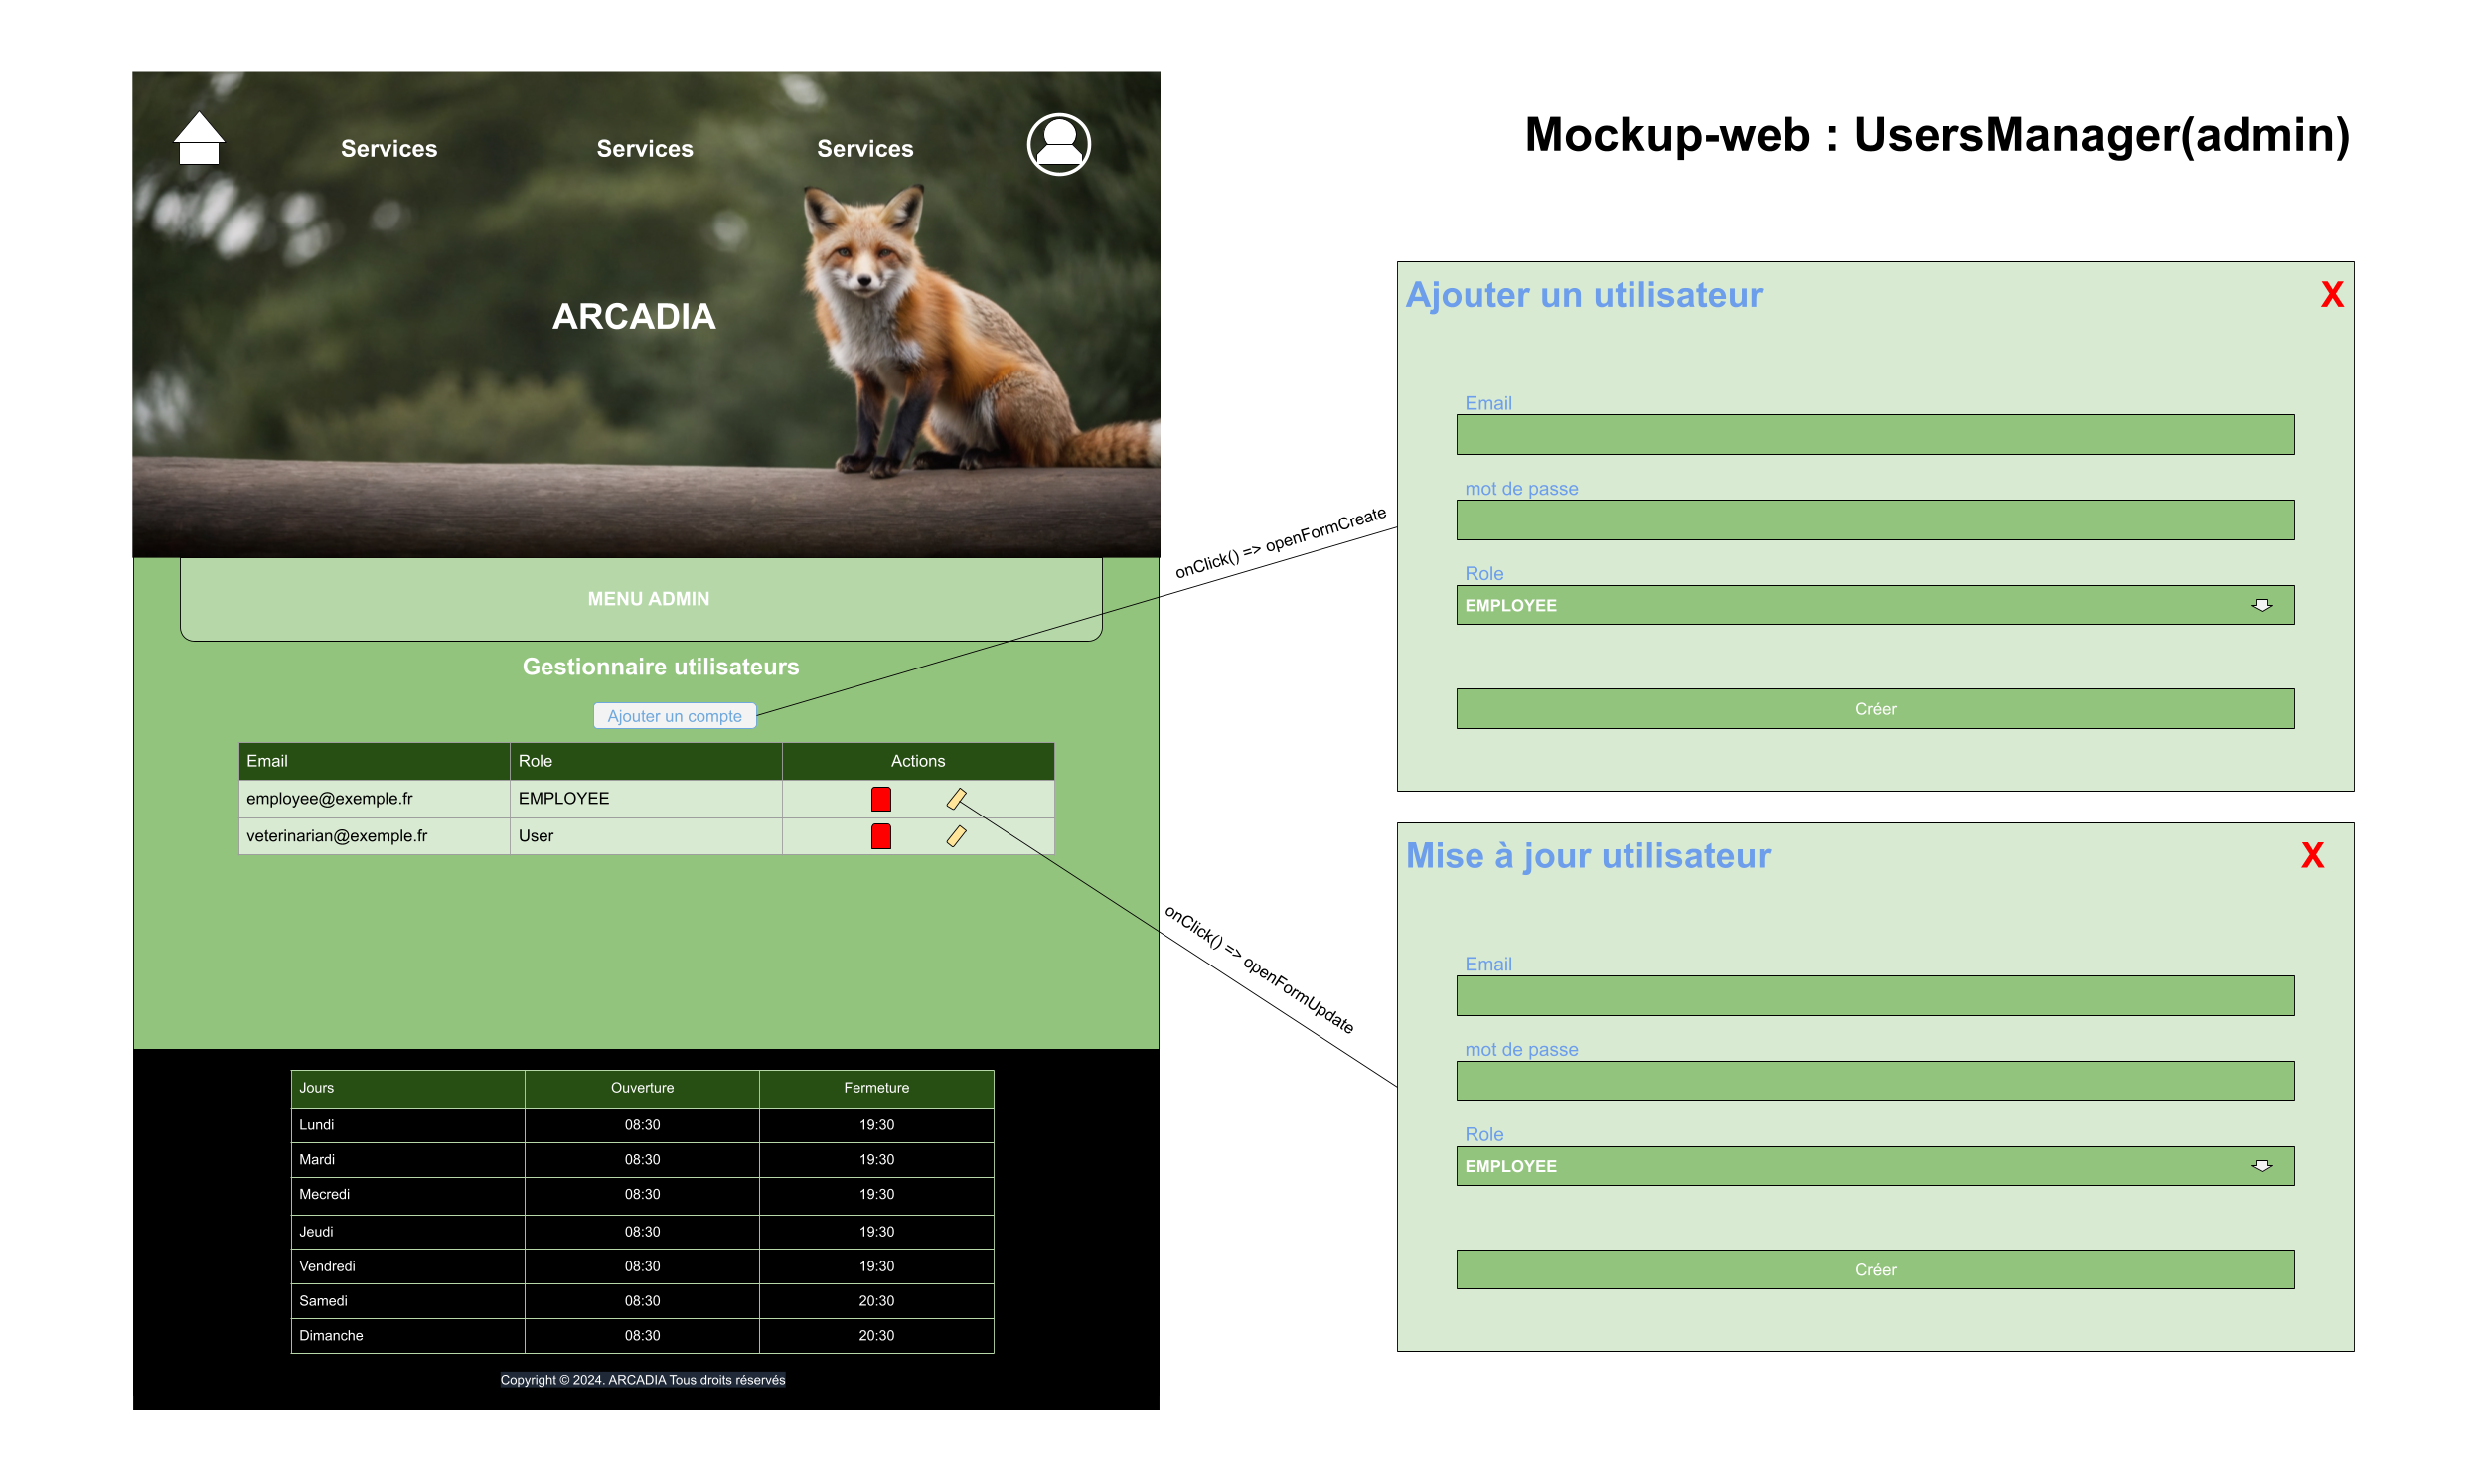 Mockup-web : UsersManager(admin)
Services Services Services
ARCADIA
MENU ADMIN
Gestionnaire utilisateurs
Ajouter un compte
Email Role Actions
employee@exemple.fr EMPLOYEE
veterinarian@exemple.fr User
Jours Ouverture Fermeture
Lundi 08:30 19:30
Mardi 08:30 19:30
Mecredi 08:30 19:30
Jeudi 08:30 19:30
Vendredi 08:30 19:30
Samedi 08:30 20:30
Dimanche 08:30 20:30
Copyright © 2024. ARCADIA Tous droits réservés
onClick() => openFormCreate
Ajouter un utilisateur X
Email
mot de passe
Role
EMPLOYEE
Créer
onClick() => openFormUpdate
Mise à jour utilisateur X
Email
mot de passe
Role
EMPLOYEE
Créer